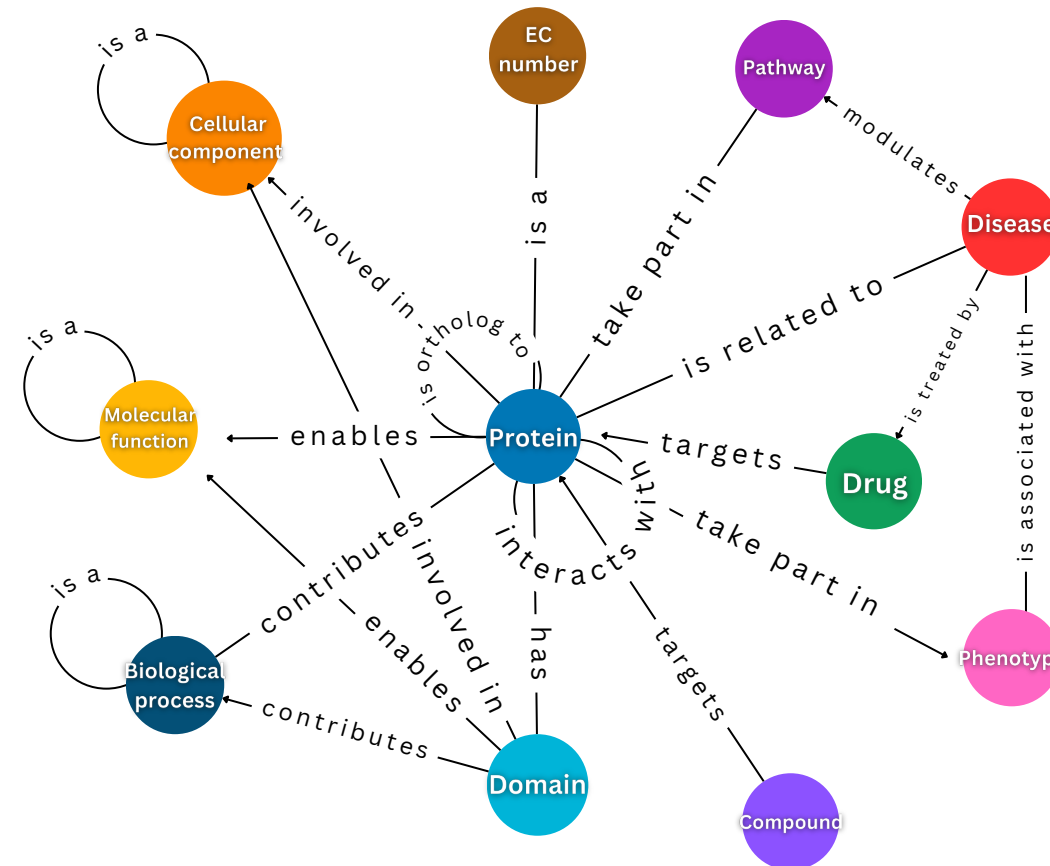 is a
EC
number
Pathway
Cellular
component
modulates
is a
take part in
Disease
involved in
is ortholog to
is related to
is treated by
is associated with
is a
Molecular
function
enables
Protein
targets
Drug
interacts with
take part in
contributes
involved in
enables
has
targets
is a
Biological
process
contributes
Phenotyp
Domain
Compound